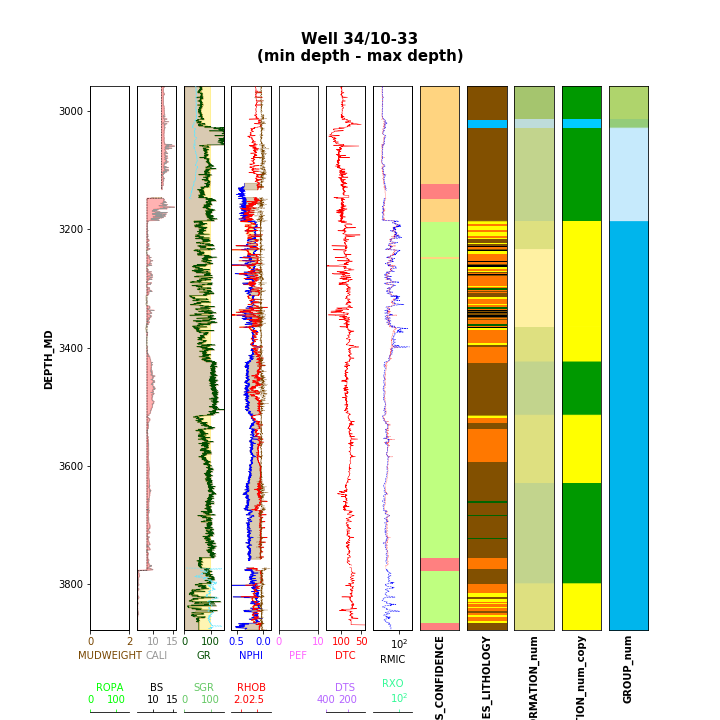 Well 34/10-33
(min depth - max depth)
DEPTH_MD
3000
3200
3400
3600
3800
0 2
MUDWEIGHT
ROPA
0 100
10 15
CALI
BS
10 15
0 100
GR
SGR
0 100
0.5 0.0
NPHI
RHOB
2.0 2.5
0 10
PEF
100 50
DTC
DTS
400 200
10²
RMIC
RXO
10²
S_CONFIDENCE
ES_LITHOLOGY
RMATION_num
TION_num_copy
GROUP_num